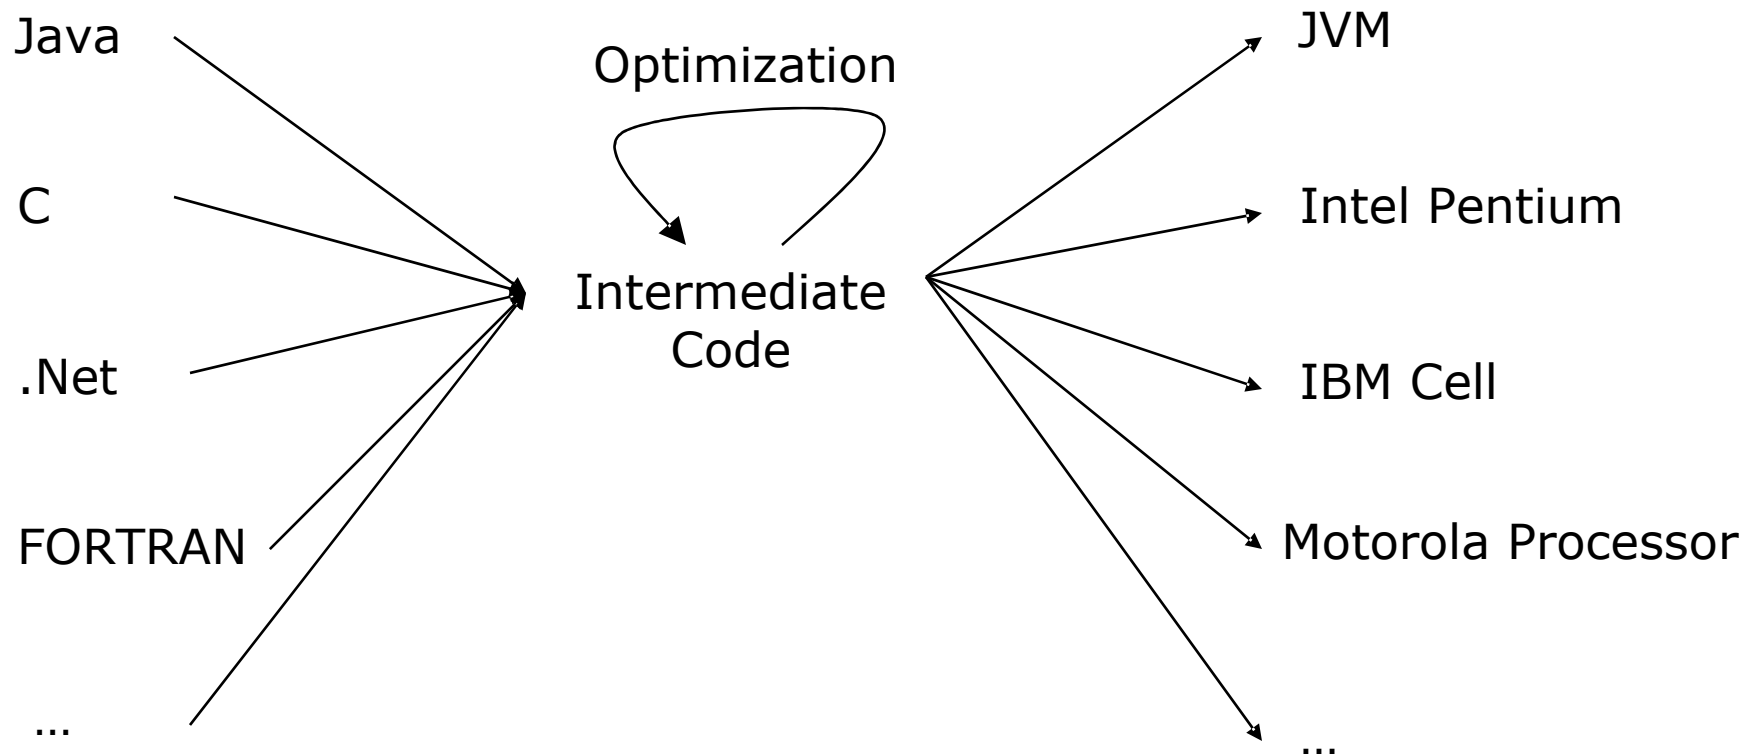 Java
C
.Net
FORTRAN
...
Optimization
Intermediate
Code
JVM
Intel Pentium
IBM Cell
Motorola Processor
...